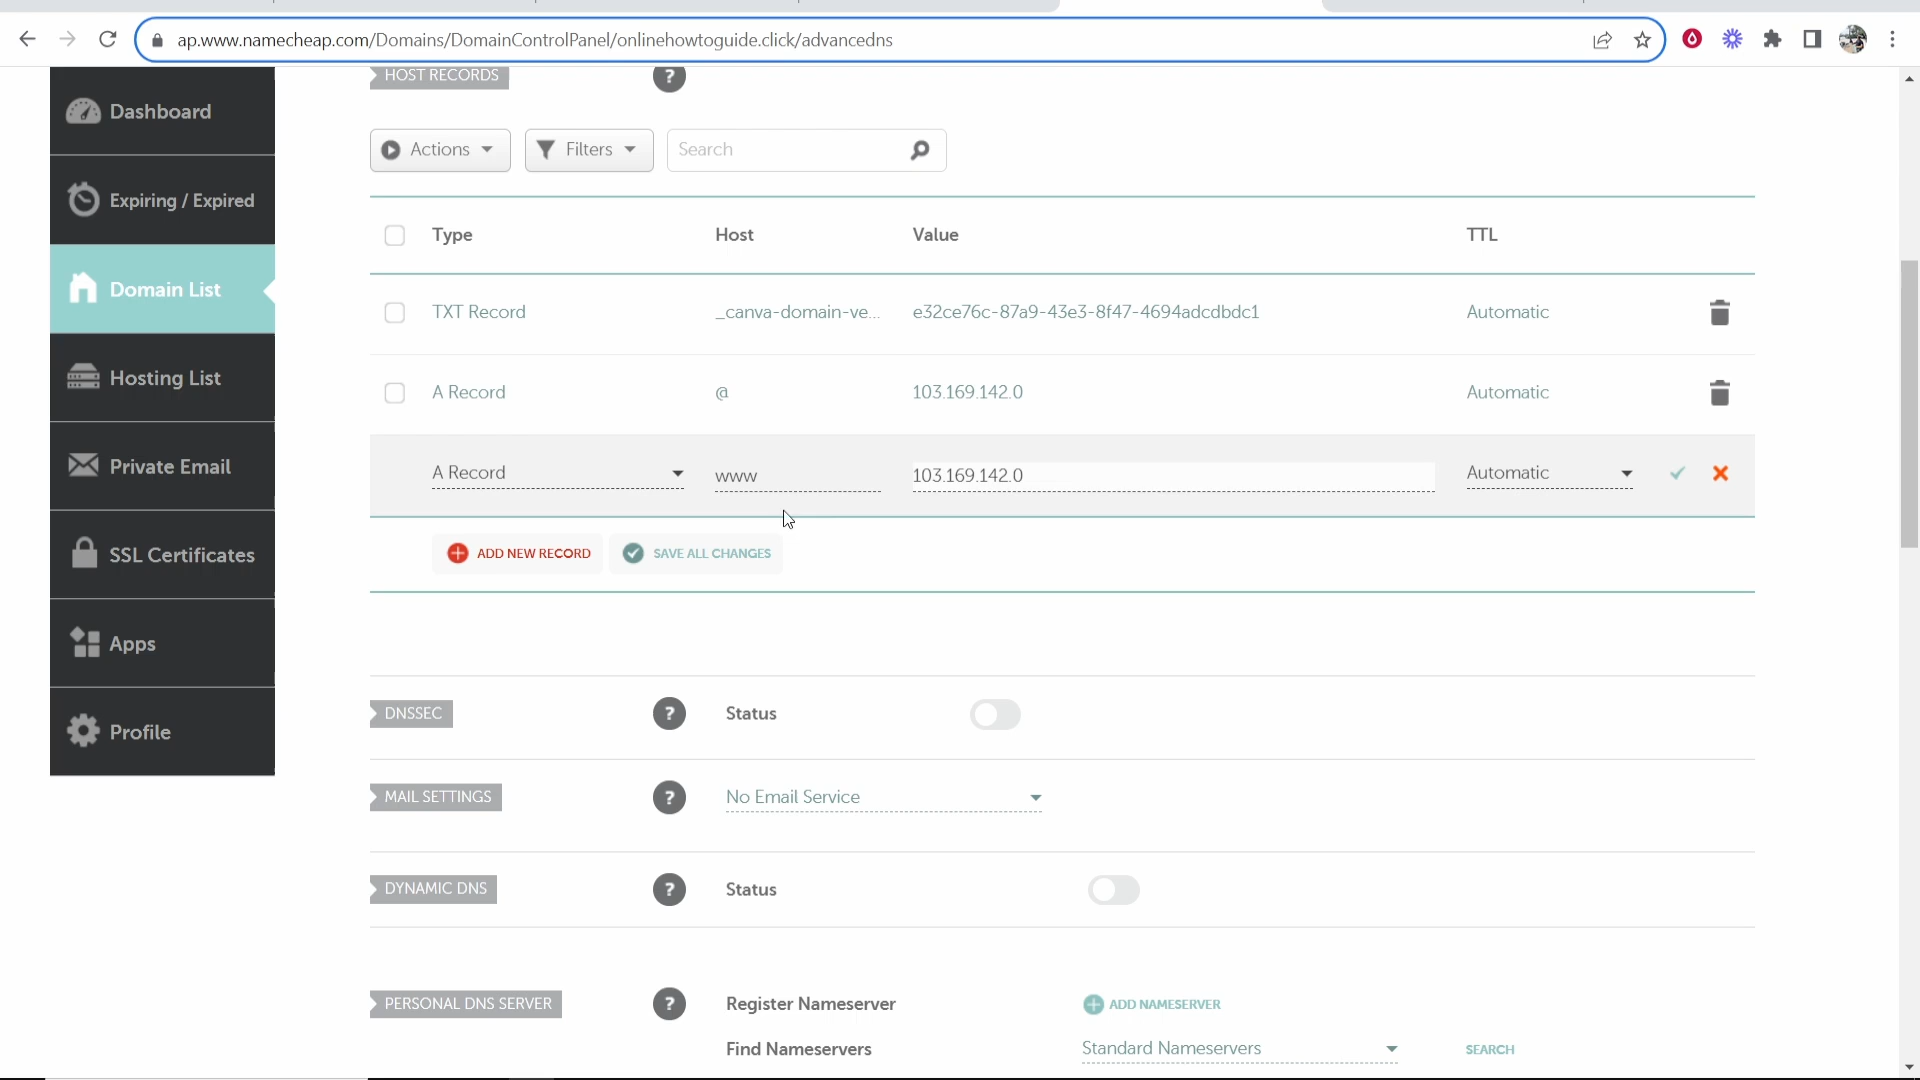 ap.www.namecheap.com/Domains/DomainControlPanel/onlinehowtoguide.click/advancedns
Dashboard
Expiring / Expired
Domain List
Hosting List
Private Email
SSL Certificates
Apps
Profile
HOST RECORDS ?
Actions Filters Search
Type Host Value TTL
TXT Record _canva-domain-ve... e32ce76c-87a9-43e3-8f47-4694adcdbdc1 Automatic
A Record @ 103.169.142.0 Automatic
A Record www 103.169.142.0 Automatic
ADD NEW RECORD SAVE ALL CHANGES
DNSSEC ? Status
MAIL SETTINGS ? No Email Service
DYNAMIC DNS ? Status
PERSONAL DNS SERVER ? Register Nameserver ADD NAMESERVER
Find Nameservers Standard Nameservers SEARCH